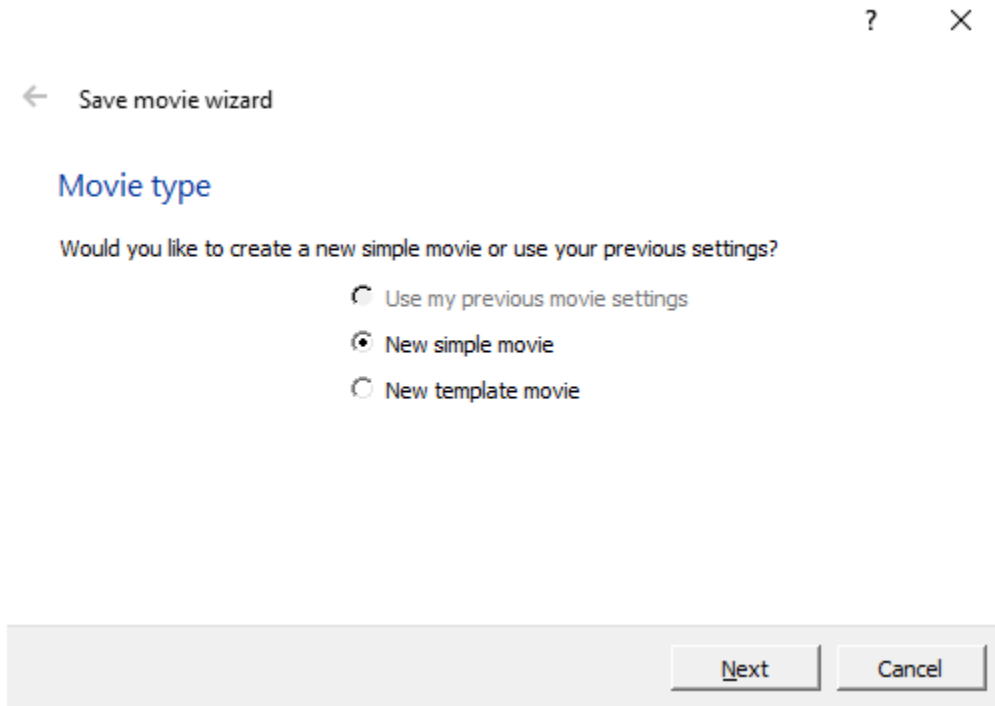 ?
Save movie wizard
Movie type
Would you like to create a new simple movie or use your previous settings?
Use my previous movie settings
New simple movie
New template movie
Next
Cancel